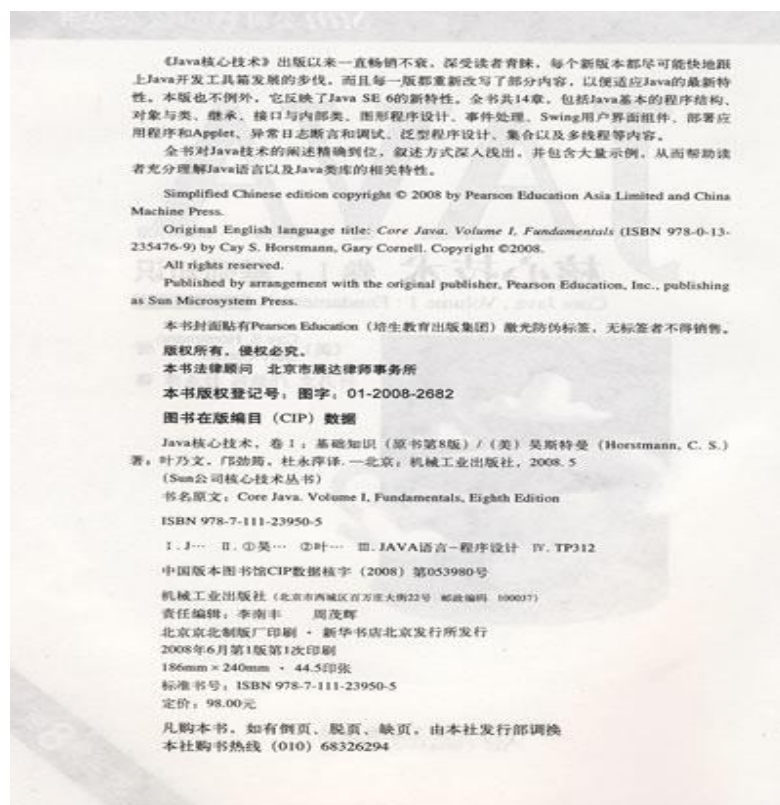 《Java核心技术》出版以来一直畅销不衰，深受读者青睐，每个新版本都尽可能快地跟
上Java开发工具箱发展的步伐，而且每一版都重新改写了部分内容，以便适应Java的最新特
性。本版也不例外，它反映了Java SE 6的新特性。全书共14章，包括Java基本的程序结构、
对象与类、继承、接口与内部类、图形程序设计、事件处理、Swing用户界面组件、部署应
用程序和Applet、异常日志断言和调试、泛型程序设计、集合以及多线程等内容。
全书对Java技术的阐述精确到位，叙述方式深入浅出，并包含大量示例，从而帮助读
者充分理解Java语言以及Java类库的相关特性。
Simplified Chinese edition copyright © 2008 by Pearson Education Asia Limited and China
Machine Press.
Original English language title: Core Java. Volume I, Fundamentals (ISBN 978-0-13-
235476-9) by Cay S. Horstmann, Gary Cornell. Copyright ©2008.
All rights reserved.
Published by arrangement with the original publisher, Pearson Education, Inc., publishing
as Sun Microsystem Press.
本书封面贴有Pearson Education（培生教育出版集团）激光防伪标签，无标签者不得销售。
版权所有，侵权必究。
本书法律顾问 北京市展达律师事务所
本书版权登记号：图字：01-2008-2682
图书在版编目（CIP）数据
Java核心技术，卷Ⅰ：基础知识（原书第8版）/（美）昊斯特曼（Horstmann, C. S.）
著；叶乃文，邝劲筠，杜永萍译. —北京：机械工业出版社，2008. 5
（Sun公司核心技术丛书）
书名原文：Core Java. Volume I, Fundamentals, Eighth Edition
ISBN 978-7-111-23950-5
Ⅰ. J… Ⅱ. ①昊… ②叶… Ⅲ. JAVA语言－程序设计 Ⅳ. TP312
中国版本图书馆CIP数据核字（2008）第053980号
机械工业出版社（北京市西城区百万庄大街22号 邮政编码 100037）
责任编辑：李南丰 周茂辉
北京京北制版厂印刷 · 新华书店北京发行所发行
2008年6月第1版第1次印刷
186mm×240mm · 44.5印张
标准书号：ISBN 978-7-111-23950-5
定价：98.00元
凡购本书，如有倒页、脱页、缺页，由本社发行部调换
本社购书热线（010）68326294